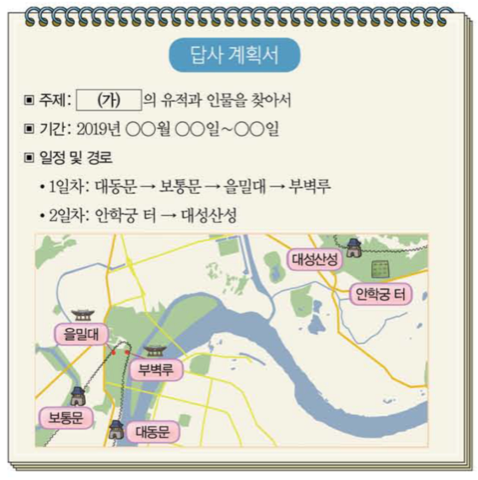 답사 계획서
▣ 주제: (가) 의 유적과 인물을 찾아서
▣ 기간: 2019년 ○○월 ○○일~○○일
▣ 일정 및 경로
• 1일차: 대동문 → 보통문 → 을밀대 → 부벽루
• 2일차: 안학궁 터 → 대성산성
대성산성
안학궁 터
을밀대
부벽루
보통문
대동문